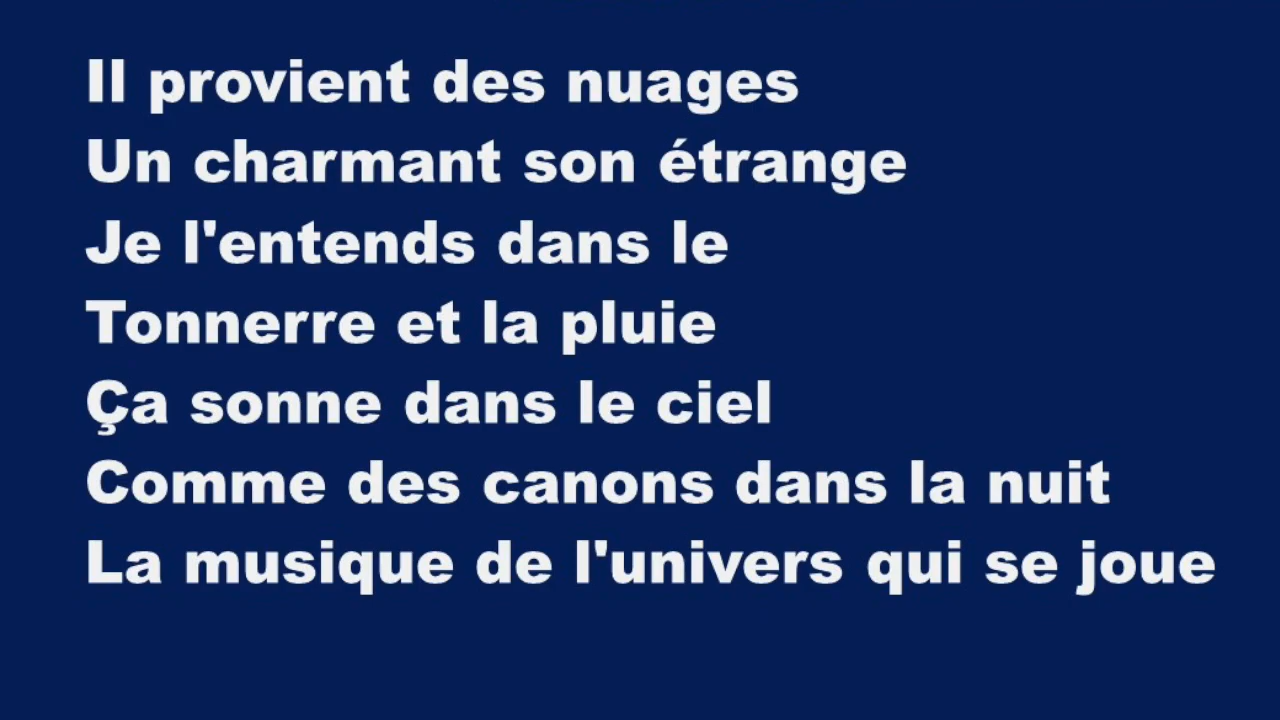 Il provient des nuages
Un charmant son étrange
Je l'entends dans le
Tonnerre et la pluie
Ça sonne dans le ciel
Comme des canons dans la nuit
La musique de l'univers qui se joue